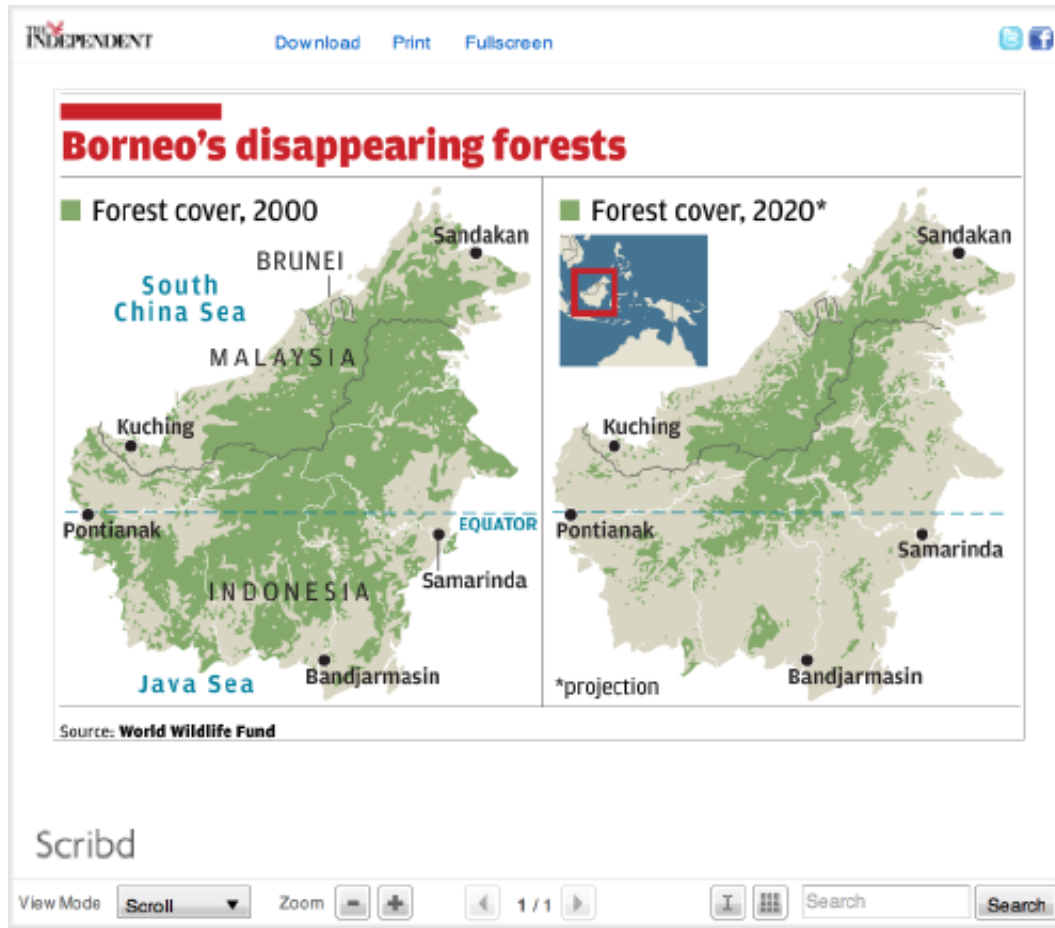 THE
INDEPENDENT
Download Print Fullscreen
Borneo's disappearing forests
Forest cover, 2000
Sandakan
BRUNEI
South
China Sea
MALAYSIA
Kuching
Pontianak
EQUATOR
Samarinda
INDONESIA
Java Sea
Bandjarmasin
Forest cover, 2020*
Sandakan
Kuching
Pontianak
Samarinda
Bandjarmasin
*projection
Source: World Wildlife Fund
Scribd
View Mode Scroll Zoom 1 / 1 Search Search